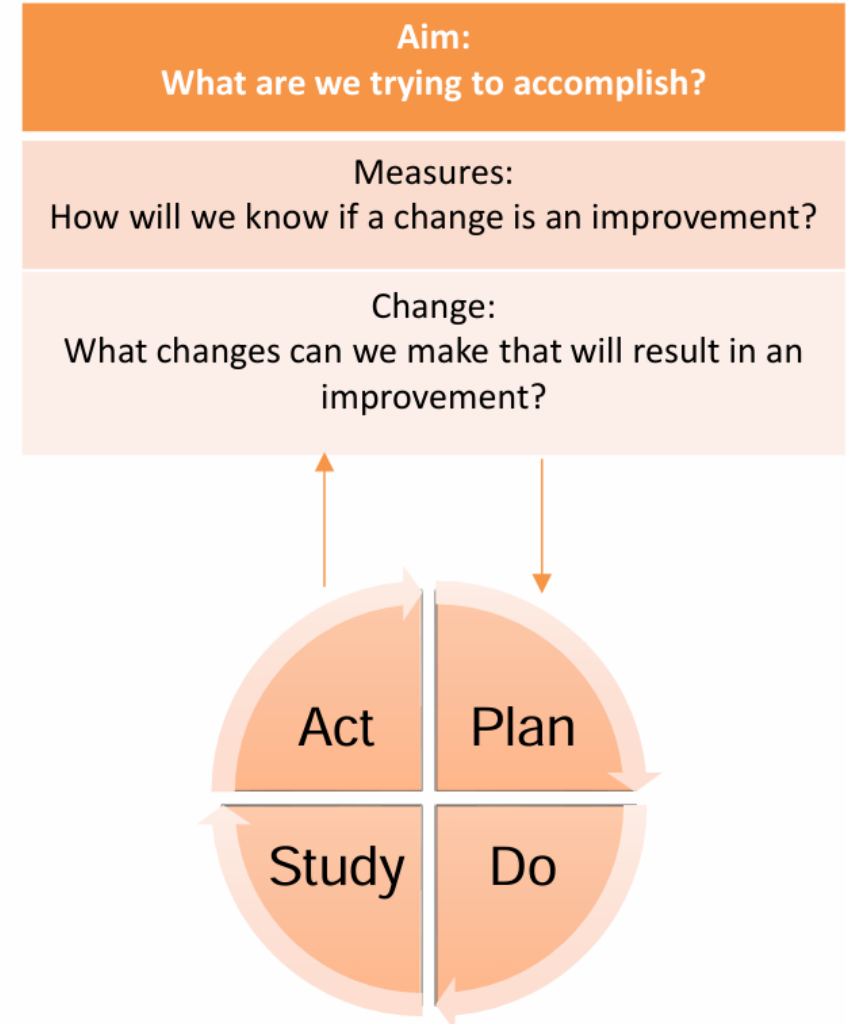 Aim:
What are we trying to accomplish?
Measures:
How will we know if a change is an improvement?
Change:
What changes can we make that will result in an
improvement?
Act
Plan
Study
Do